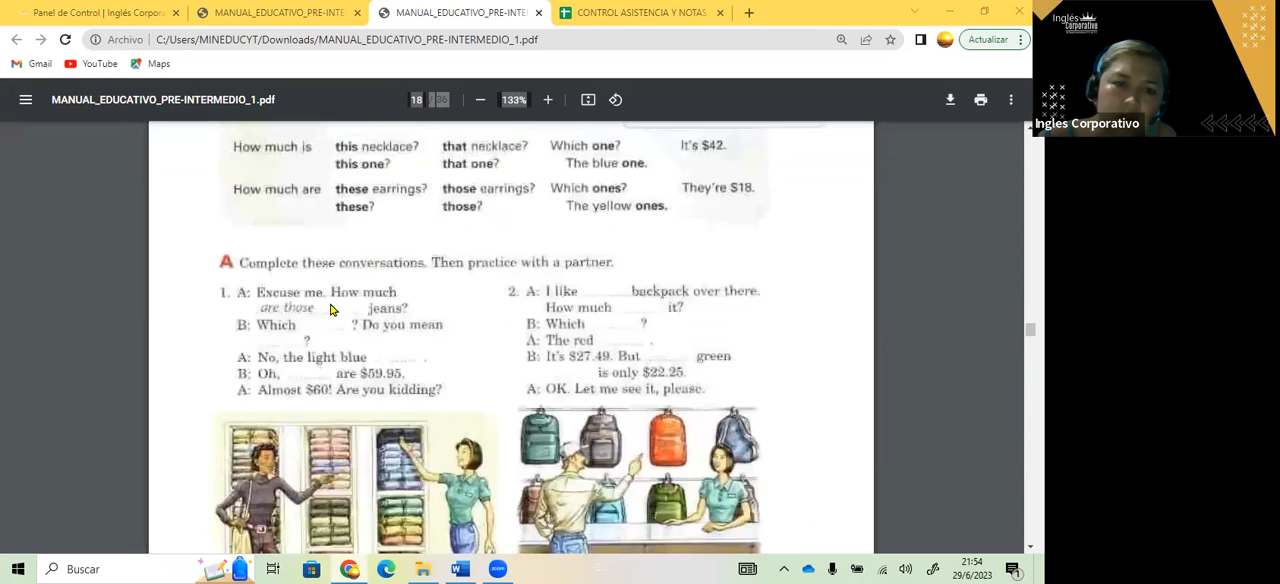 Panel de Control | Inglés Corpora
MANUAL_EDUCATIVO_PRE-INTE
MANUAL_EDUCATIVO_PRE-INTE
CONTROL ASISTENCIA Y NOTAS
Archivo C:/Users/MINEDUCYT/Downloads/MANUAL_EDUCATIVO_PRE-INTERMEDIO_1.pdf
Actualizar
Gmail YouTube Maps
MANUAL_EDUCATIVO_PRE-INTERMEDIO_1.pdf
18 / 36
133%
Inglés
Corporativo
Ingles Corporativo
How much is this necklace? that necklace? Which one? It's $42.
this one? that one? The blue one.
How much are these earrings? those earrings? Which ones? They're $18.
these? those? The yellow ones.
A Complete these conversations. Then practice with a partner.
1. A: Excuse me. How much
are those jeans?
B: Which ? Do you mean
?
A: No, the light blue .
B: Oh, are $59.95.
A: Almost $60! Are you kidding?
2. A: I like backpack over there.
How much it?
B: Which ?
A: The red .
B: It's $27.49. But green
is only $22.25.
A: OK. Let me see it, please.
Buscar
zoom
21:54
29/6/2023
1